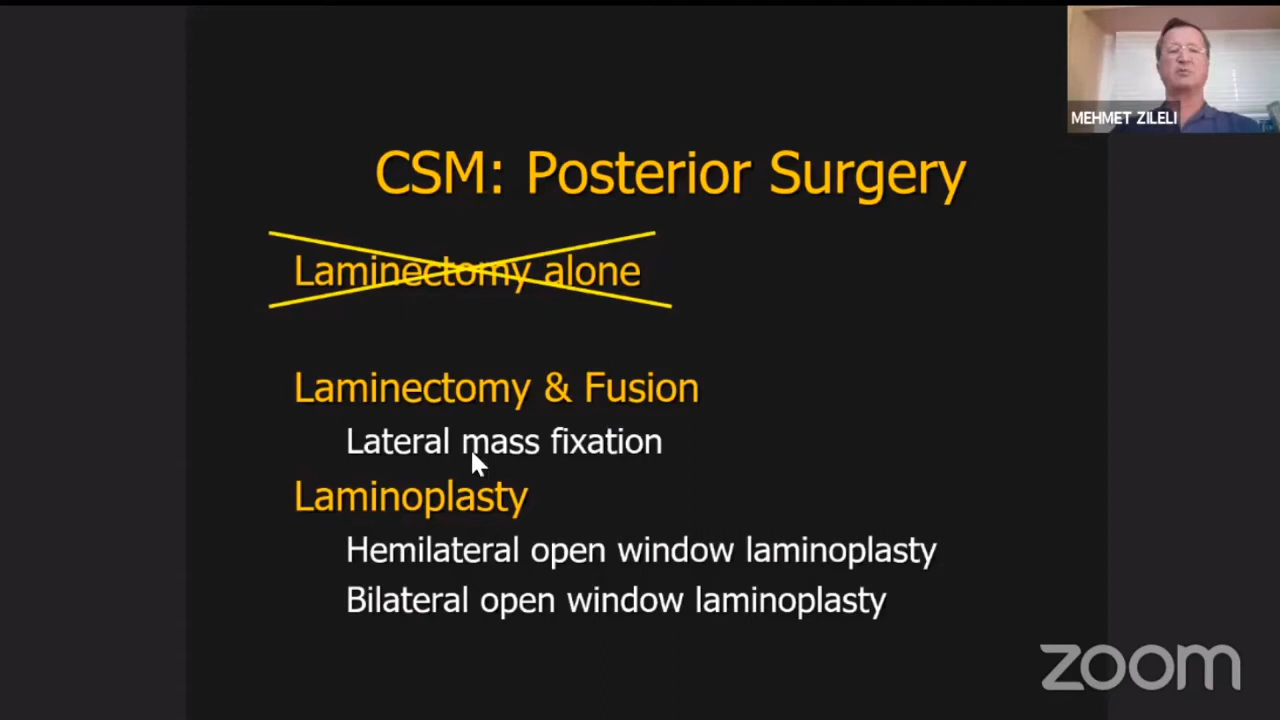 MEHMET ZILELI
CSM: Posterior Surgery
Laminectomy alone
Laminectomy & Fusion
Lateral mass fixation
Laminoplasty
Hemilateral open window laminoplasty
Bilateral open window laminoplasty
zoom